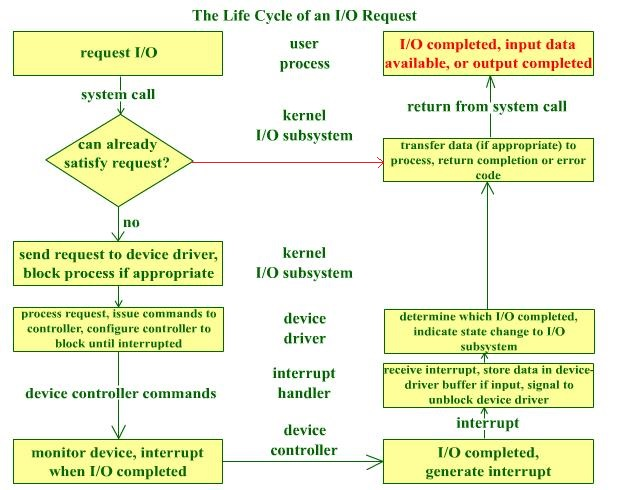 The Life Cycle of an I/O Request
request I/O
user
process
I/O completed, input data
available, or output completed
system call
return from system call
kernel
I/O subsystem
can already
satisfy request?
transfer data (if appropriate) to
process, return completion or error
code
no
send request to device driver,
block process if appropriate
kernel
I/O subsystem
process request, issue commands to
controller, configure controller to
block until interrupted
device
driver
determine which I/O completed,
indicate state change to I/O
subsystem
device controller commands
interrupt
handler
receive interrupt, store data in device-
driver buffer if input, signal to
unblock device driver
interrupt
monitor device, interrupt
when I/O completed
device
controller
I/O completed,
generate interrupt